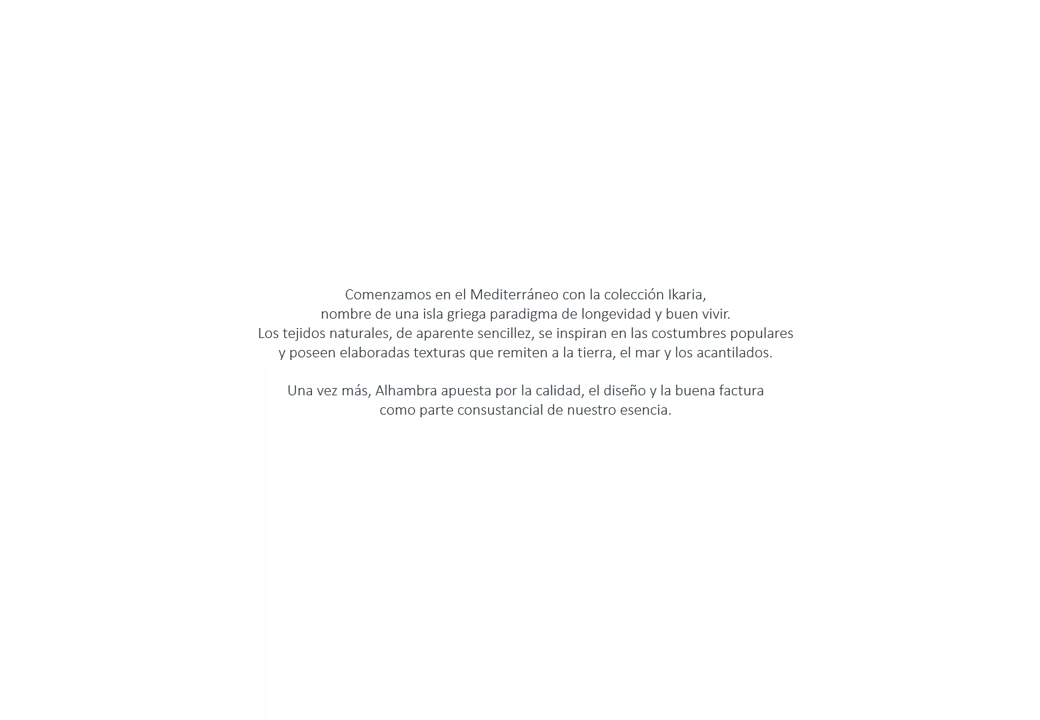 Comenzamos en el Mediterráneo con la colección Ikaria,
nombre de una isla griega paradigma de longevidad y buen vivir.
Los tejidos naturales, de aparente sencillez, se inspiran en las costumbres populares
y poseen elaboradas texturas que remiten a la tierra, el mar y los acantilados.
Una vez más, Alhambra apuesta por la calidad, el diseño y la buena factura
como parte consustancial de nuestro esencia.